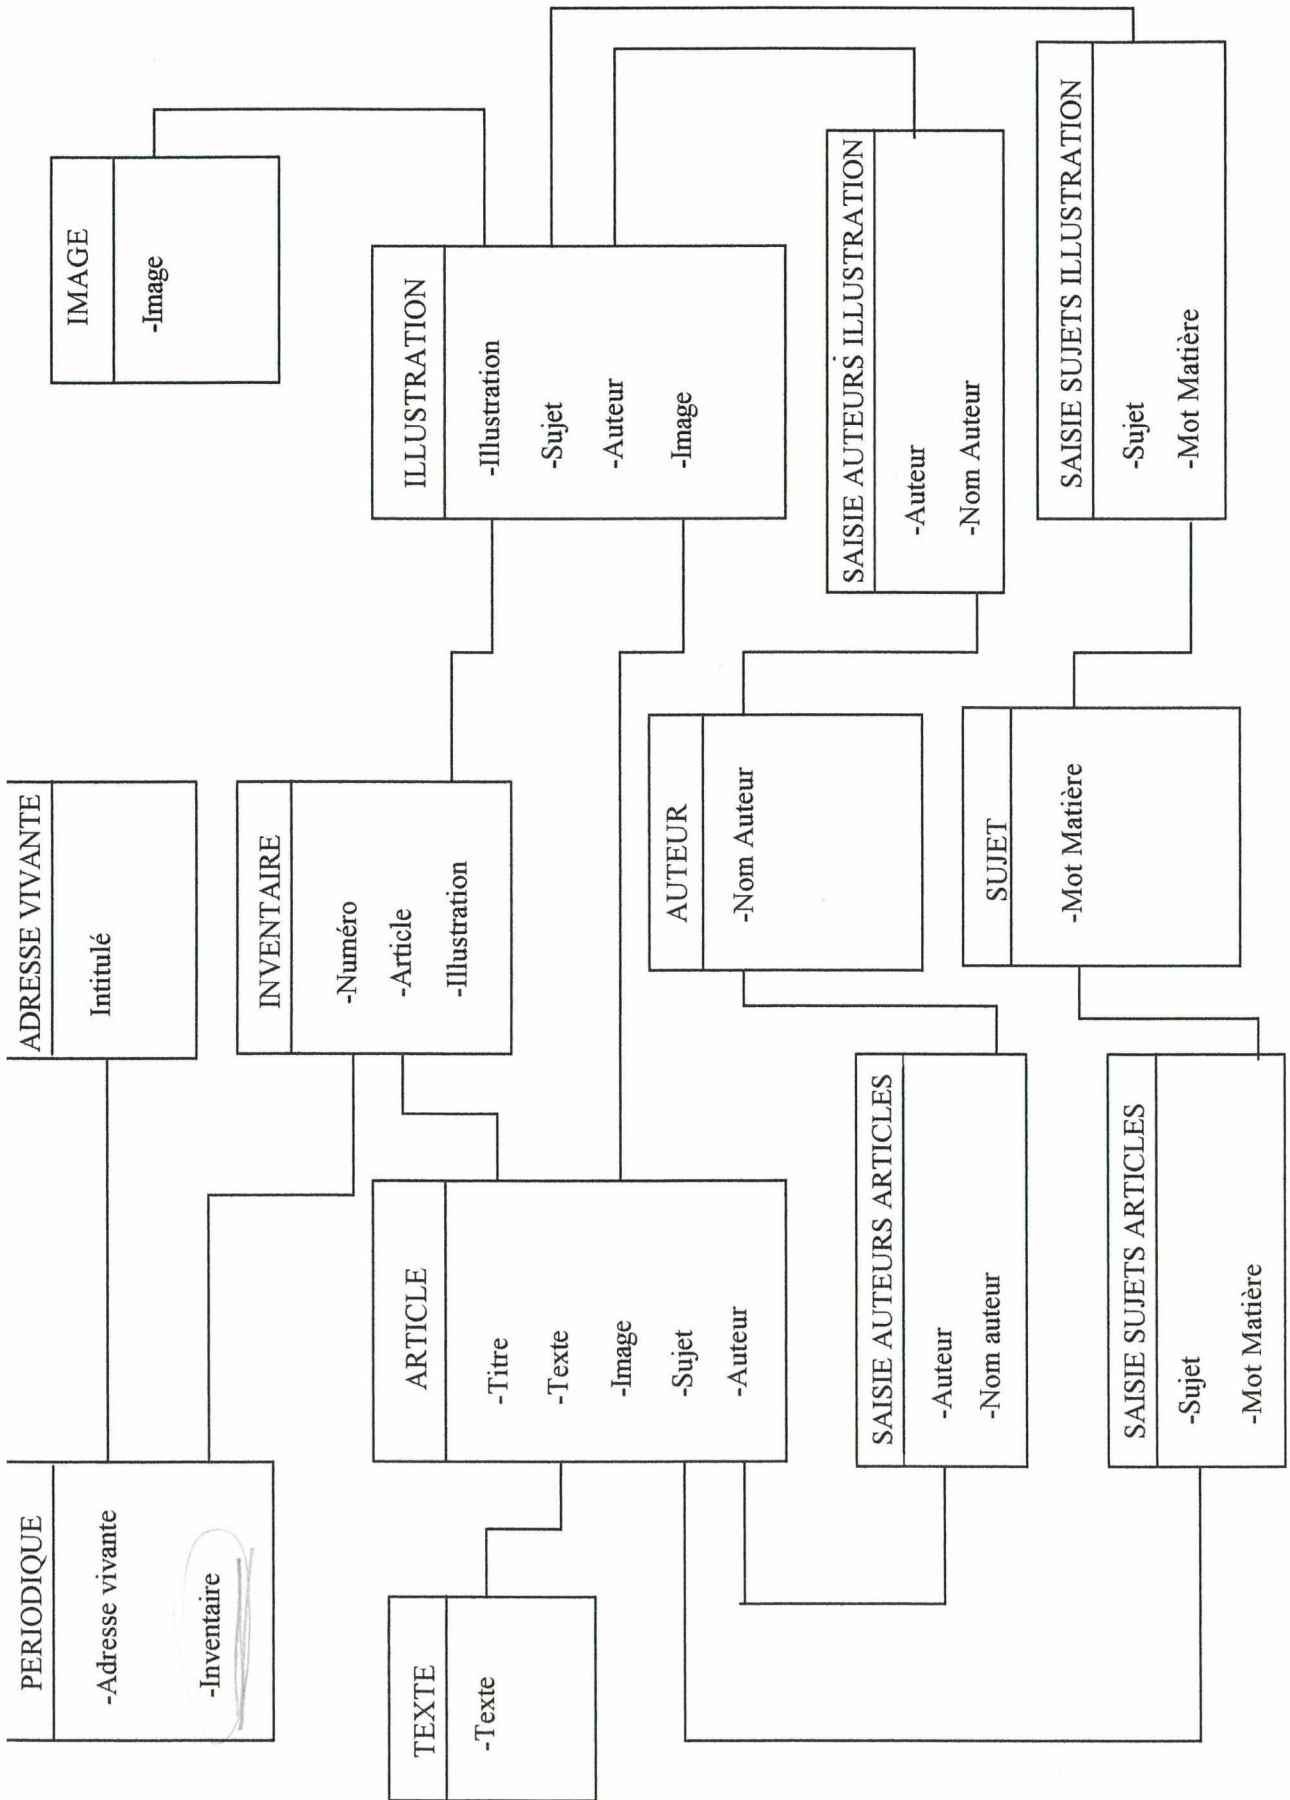 PERIODIQUE
-Adresse vivante
-Inventaire
ADRESSE VIVANTE
Intitulé
IMAGE
-Image
INVENTAIRE
-Numéro
-Article
-Illustration
TEXTE
-Texte
ARTICLE
-Titre
-Texte
-Image
-Sujet
-Auteur
ILLUSTRATION
-Illustration
-Sujet
-Auteur
-Image
AUTEUR
-Nom Auteur
SAISIE AUTEURS ILLUSTRATION
-Auteur
-Nom Auteur
SAISIE AUTEURS ARTICLES
-Auteur
-Nom auteur
SUJET
-Mot Matière
SAISIE SUJETS ILLUSTRATION
-Sujet
-Mot Matière
SAISIE SUJETS ARTICLES
-Sujet
-Mot Matière